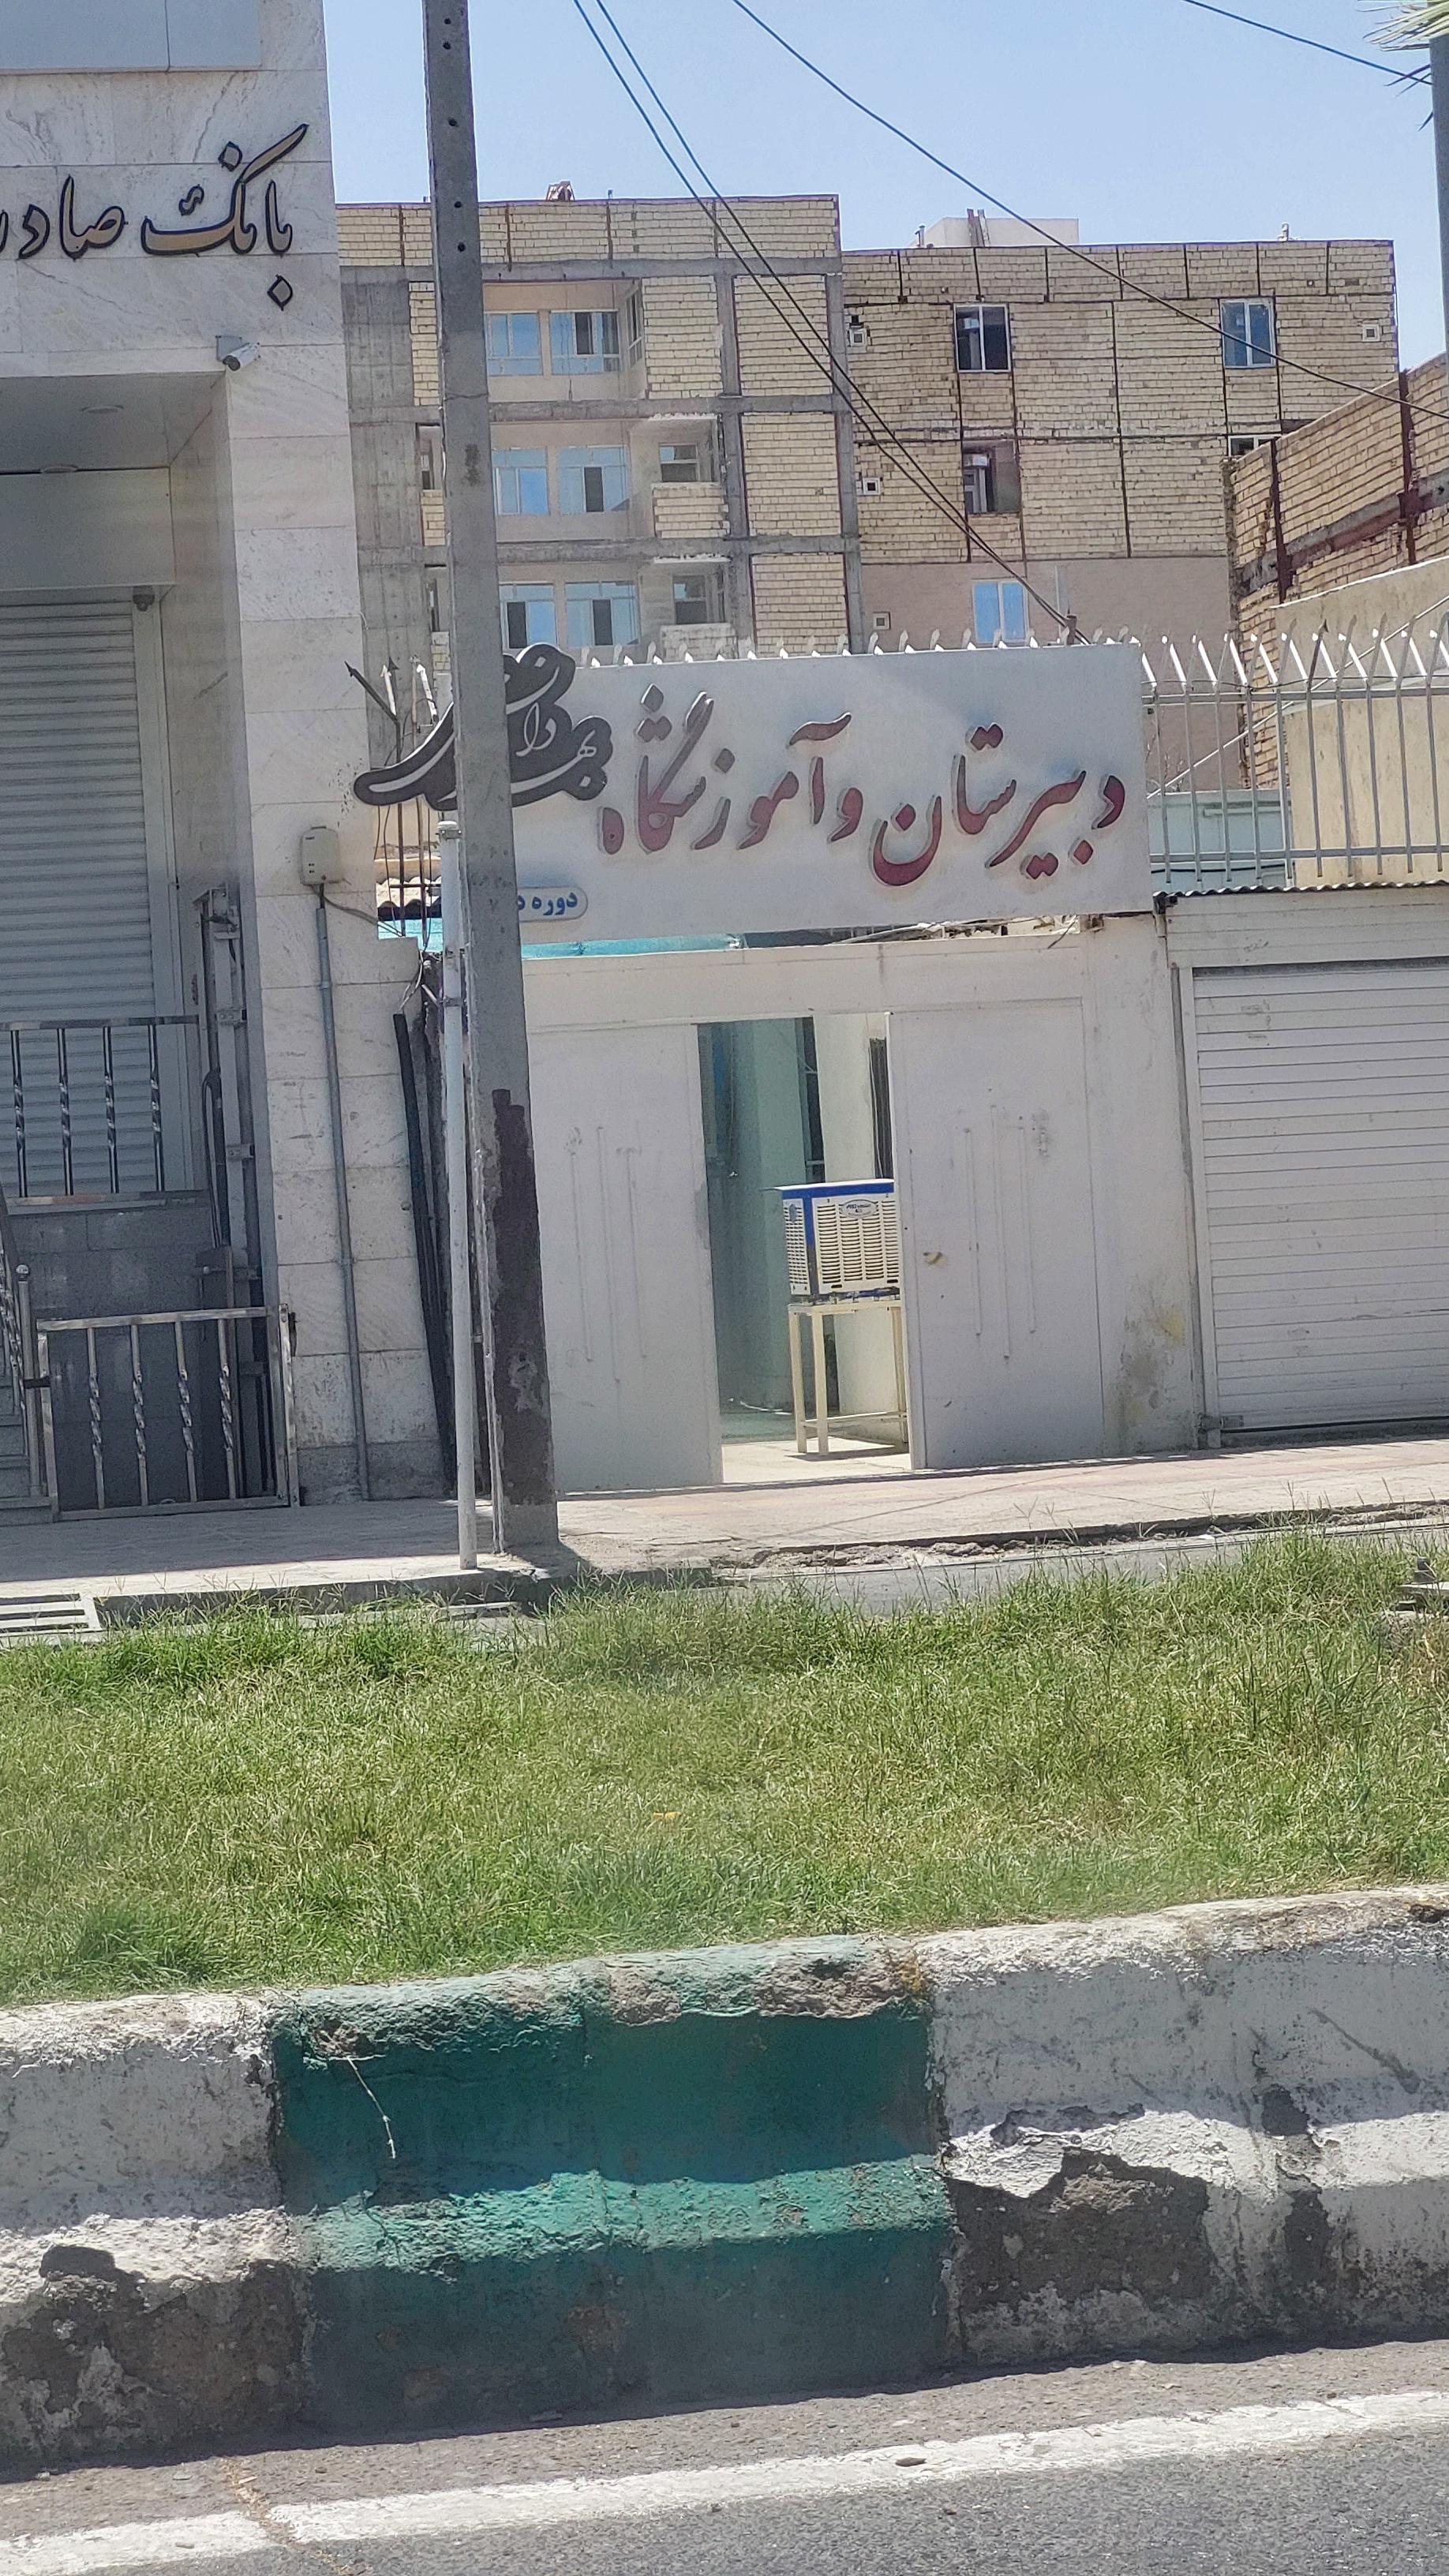 بانک صادر
دبیرستان و آموزشگاه
دوره د